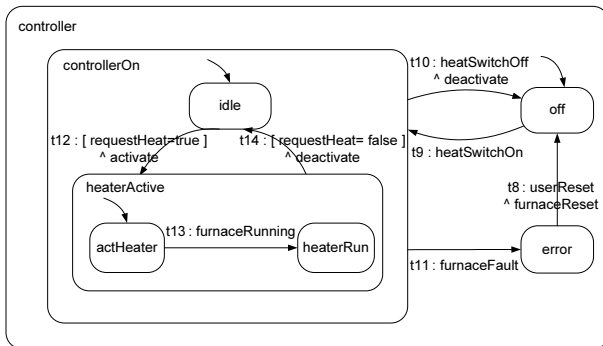 controller
controllerOn
t10 : heatSwitchOff
^ deactivate
idle
off
t12 : [ requestHeat=true ]
^ activate
t14 : [ requestHeat= false ]
^ deactivate
t9 : heatSwitchOn
heaterActive
t8 : userReset
^ furnaceReset
t13 : furnaceRunning
actHeater
heaterRun
error
t11 : furnaceFault